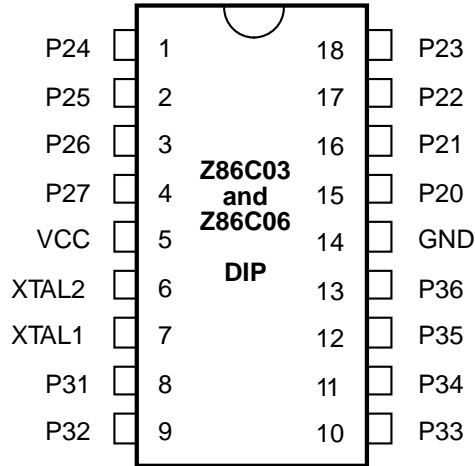 P24 1 18 P23
P25 2 17 P22
P26 3 16 P21
Z86C03
P27 4 and 15 P20
Z86C06
VCC 5 14 GND
DIP
XTAL2 6 13 P36
XTAL1 7 12 P35
P31 8 11 P34
P32 9 10 P33